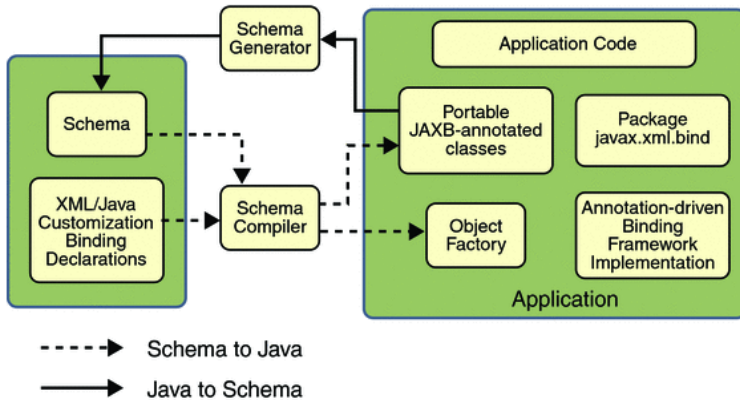 Schema
Generator
Application Code
Schema
Portable
JAXB-annotated
classes
Package
javax.xml.bind
XML/Java
Customization
Binding
Declarations
Schema
Compiler
Object
Factory
Annotation-driven
Binding
Framework
Implementation
Application
Schema to Java
Java to Schema